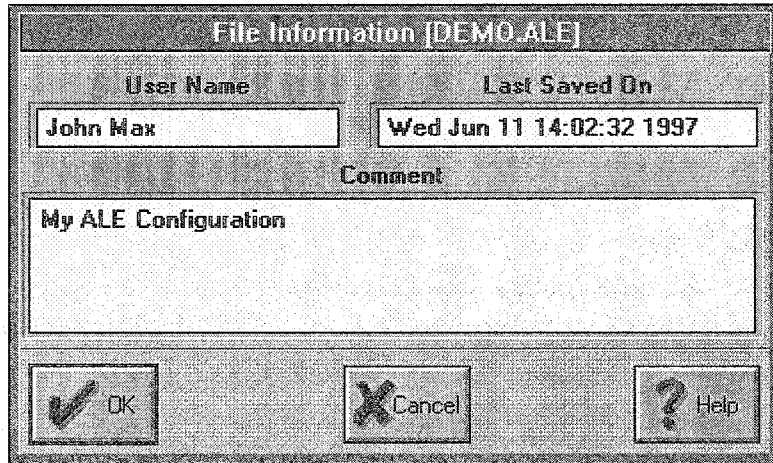 File Information [DEMO.ALE]
User Name
Last Saved On
John Max
Wed Jun 11 14:02:32 1997
Comment
My ALE Configuration
OK
Cancel
Help